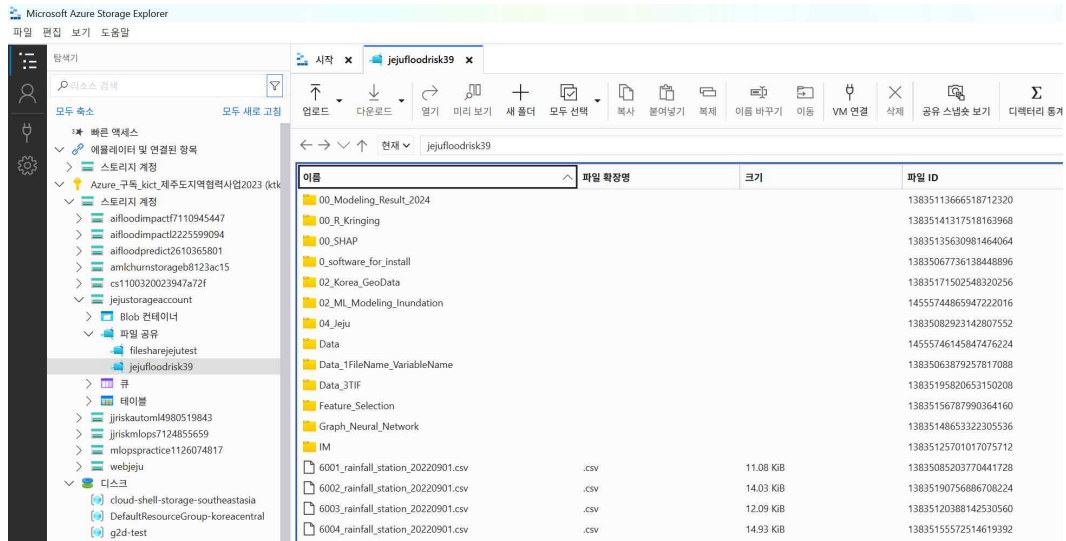 Microsoft Azure Storage Explorer
파일 편집 보기 도움말
탐색기
리소스 검색
모두 축소 모두 새로 고침
빠른 액세스
에뮬레이터 및 연결된 항목
스토리지 계정
Azure_구독_kict_제주도지역협력사업2023 (ktk
스토리지 계정
aifloodimpactf7110945447
aifloodimpactl2225599094
aifloodpredict2610365801
amlchurnstorageb8123ac15
cs1100320023947a72f
jejustorageaccount
Blob 컨테이너
파일 공유
filesharejejutest
jejufloodrisk39
큐
테이블
jjriskautoml4980519843
jjriskmlops7124855659
mlopspractice1126074817
webjeju
디스크
cloud-shell-storage-southeastasia
DefaultResourceGroup-koreacentral
g2d-test
시작 jejufloodrisk39
업로드 다운로드 열기 미리 보기 새 폴더 모두 선택 복사 붙여넣기 복제 이름 바꾸기 이동 VM 연결 삭제 공유 스냅숏 보기 디렉터리 통계
현재 jejufloodrisk39
이름 파일 확장명 크기 파일 ID
00_Modeling_Result_2024 13835113666518712320
00_R_Kringing 13835141317518163968
00_SHAP 13835135630981464064
0_software_for_install 13835067736138448896
02_Korea_GeoData 13835171502548320256
02_ML_Modeling_Inundation 14555744865947222016
04_Jeju 13835082923142807552
Data 14555746145847476224
Data_1FileName_VariableName 13835063879257817088
Data_3TIF 13835195820653150208
Feature_Selection 13835156787990364160
Graph_Neural_Network 13835148653322305536
IM 13835125701017075712
6001_rainfall_station_20220901.csv .csv 11.08 KiB 13835085203770441728
6002_rainfall_station_20220901.csv .csv 14.03 KiB 13835190756886708224
6003_rainfall_station_20220901.csv .csv 12.09 KiB 13835120388142530560
6004_rainfall_station_20220901.csv .csv 14.93 KiB 13835155572514619392